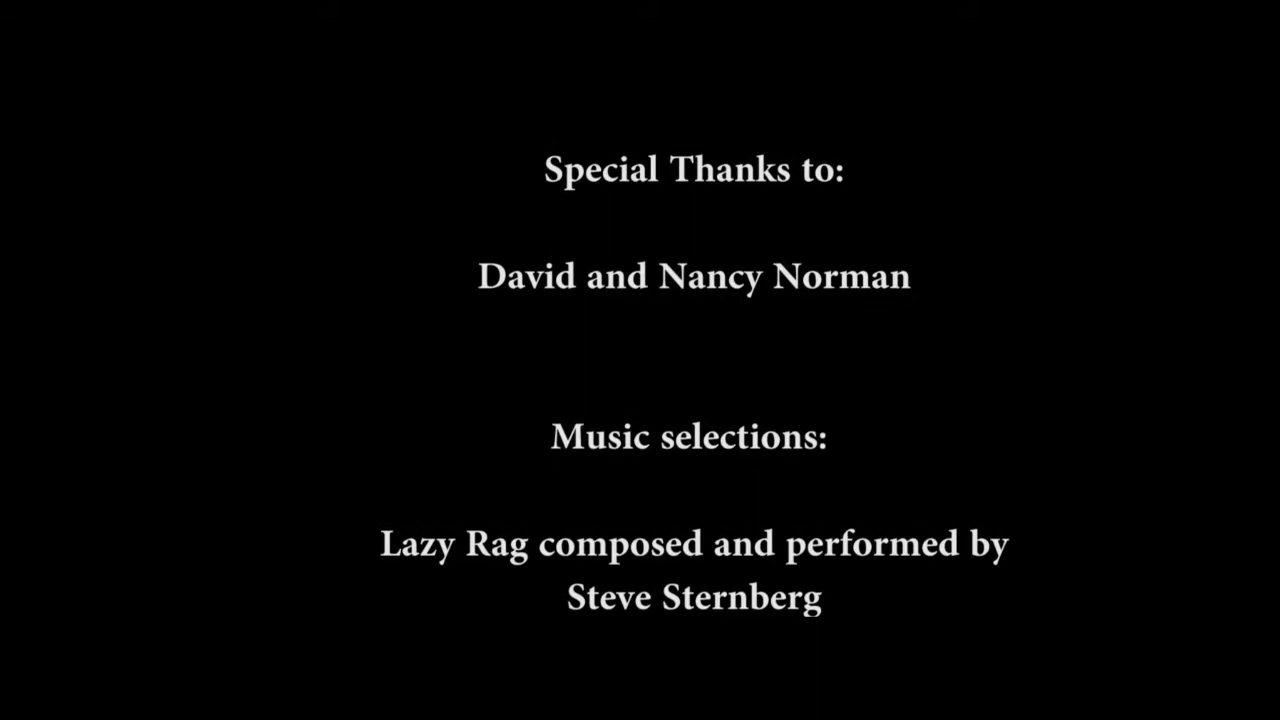 Special Thanks to:
David and Nancy Norman
Music selections:
Lazy Rag composed and performed by
Steve Sternberg